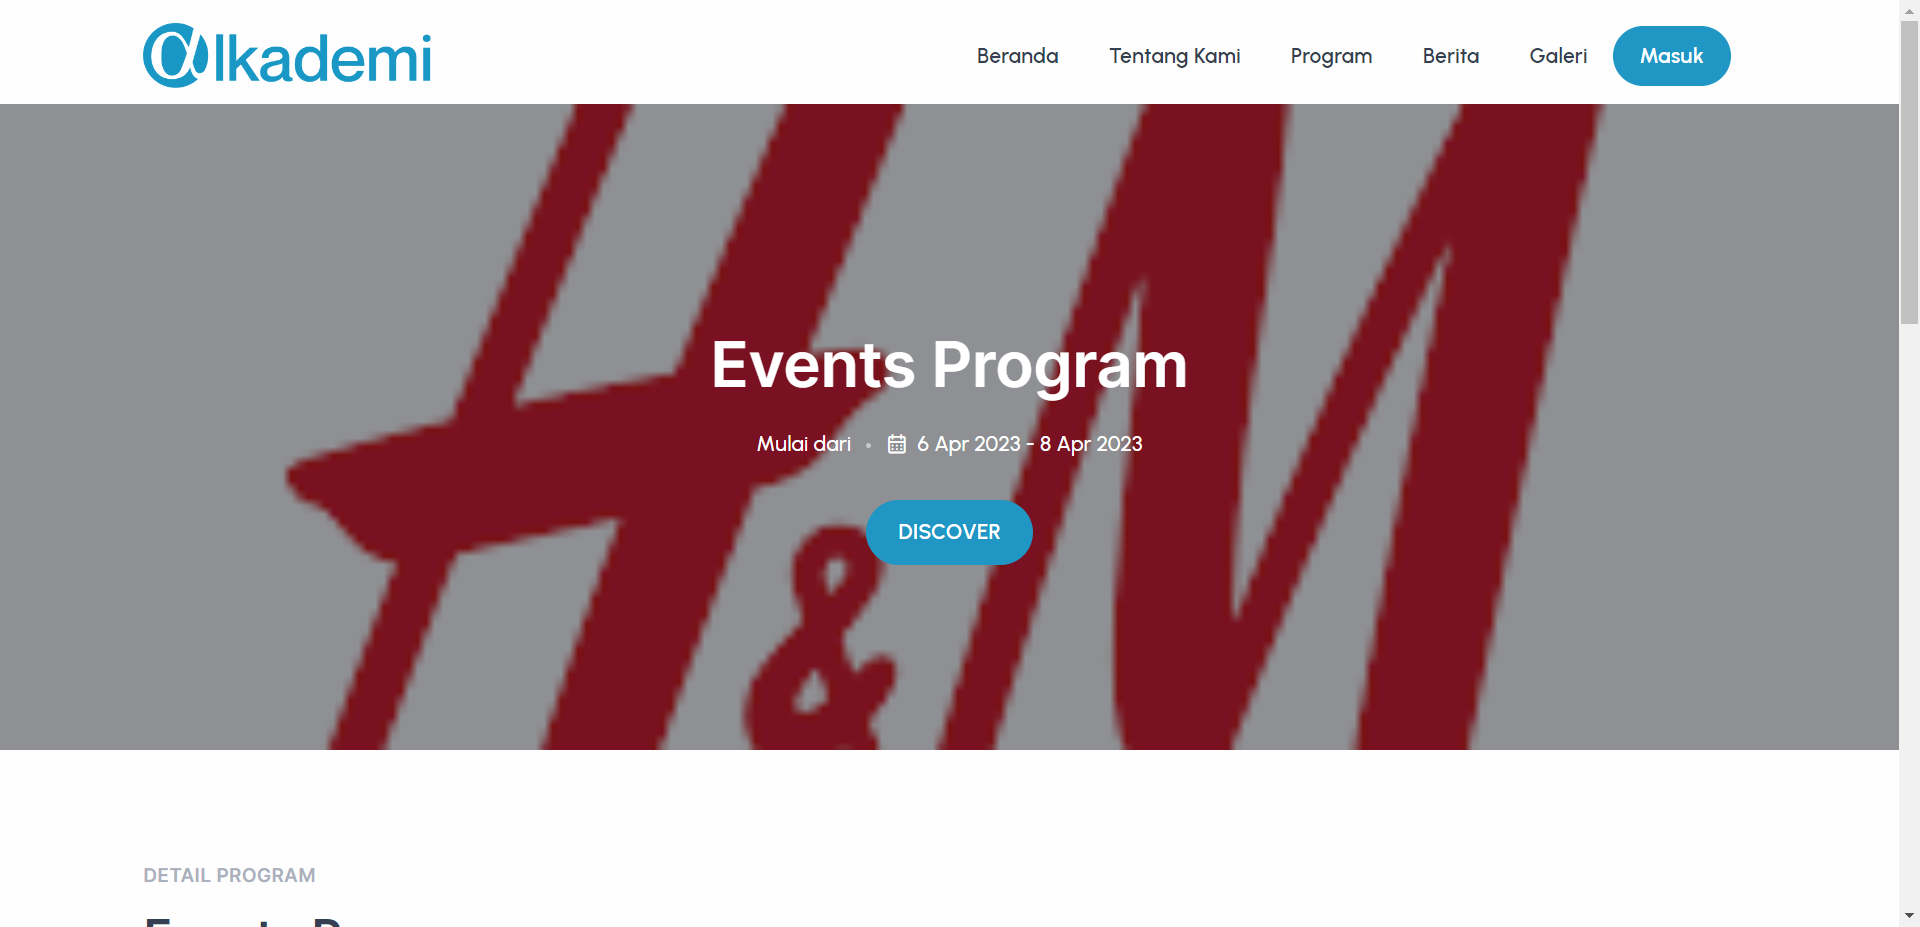 @lkademi
Beranda Tentang Kami Program Berita Galeri Masuk
H&M
Events Program
Mulai dari • 6 Apr 2023 - 8 Apr 2023
DISCOVER
DETAIL PROGRAM